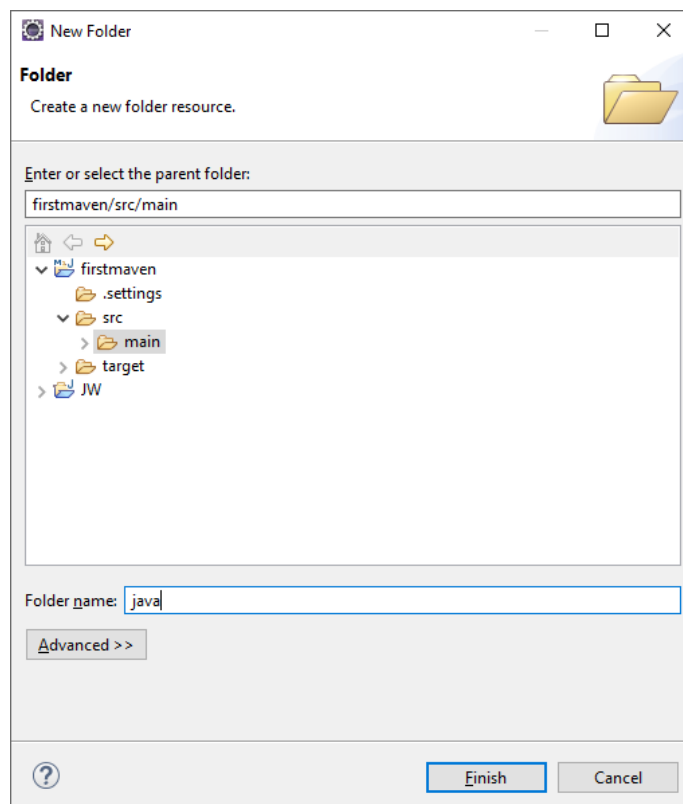 New Folder
Folder
Create a new folder resource.
Enter or select the parent folder:
firstmaven/src/main
firstmaven
.settings
src
main
target
JW
Folder name: java
Advanced >>
Finish Cancel